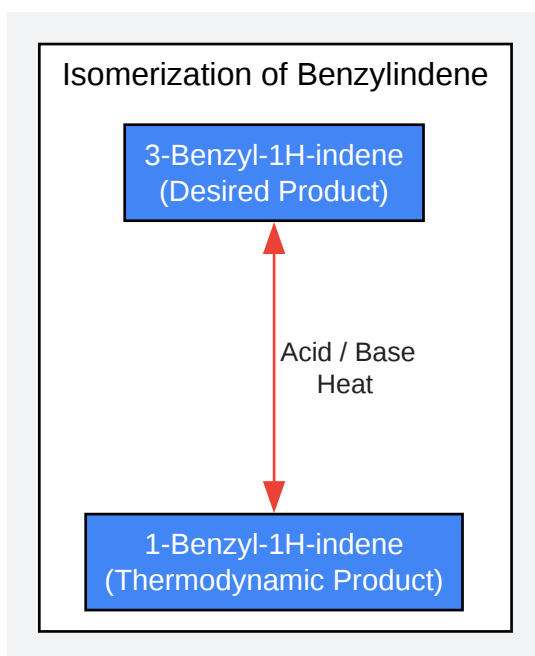 Isomerization of Benzylindene
3-Benzyl-1H-indene
(Desired Product)
Acid / Base
Heat
1-Benzyl-1H-indene
(Thermodynamic Product)